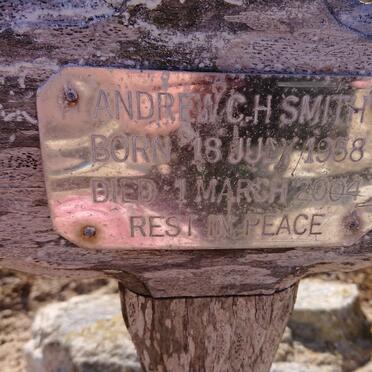 ANDREW C.H SMITH
BORN 18 JULY 1958
DIED 1 MARCH 2004
REST IN PEACE